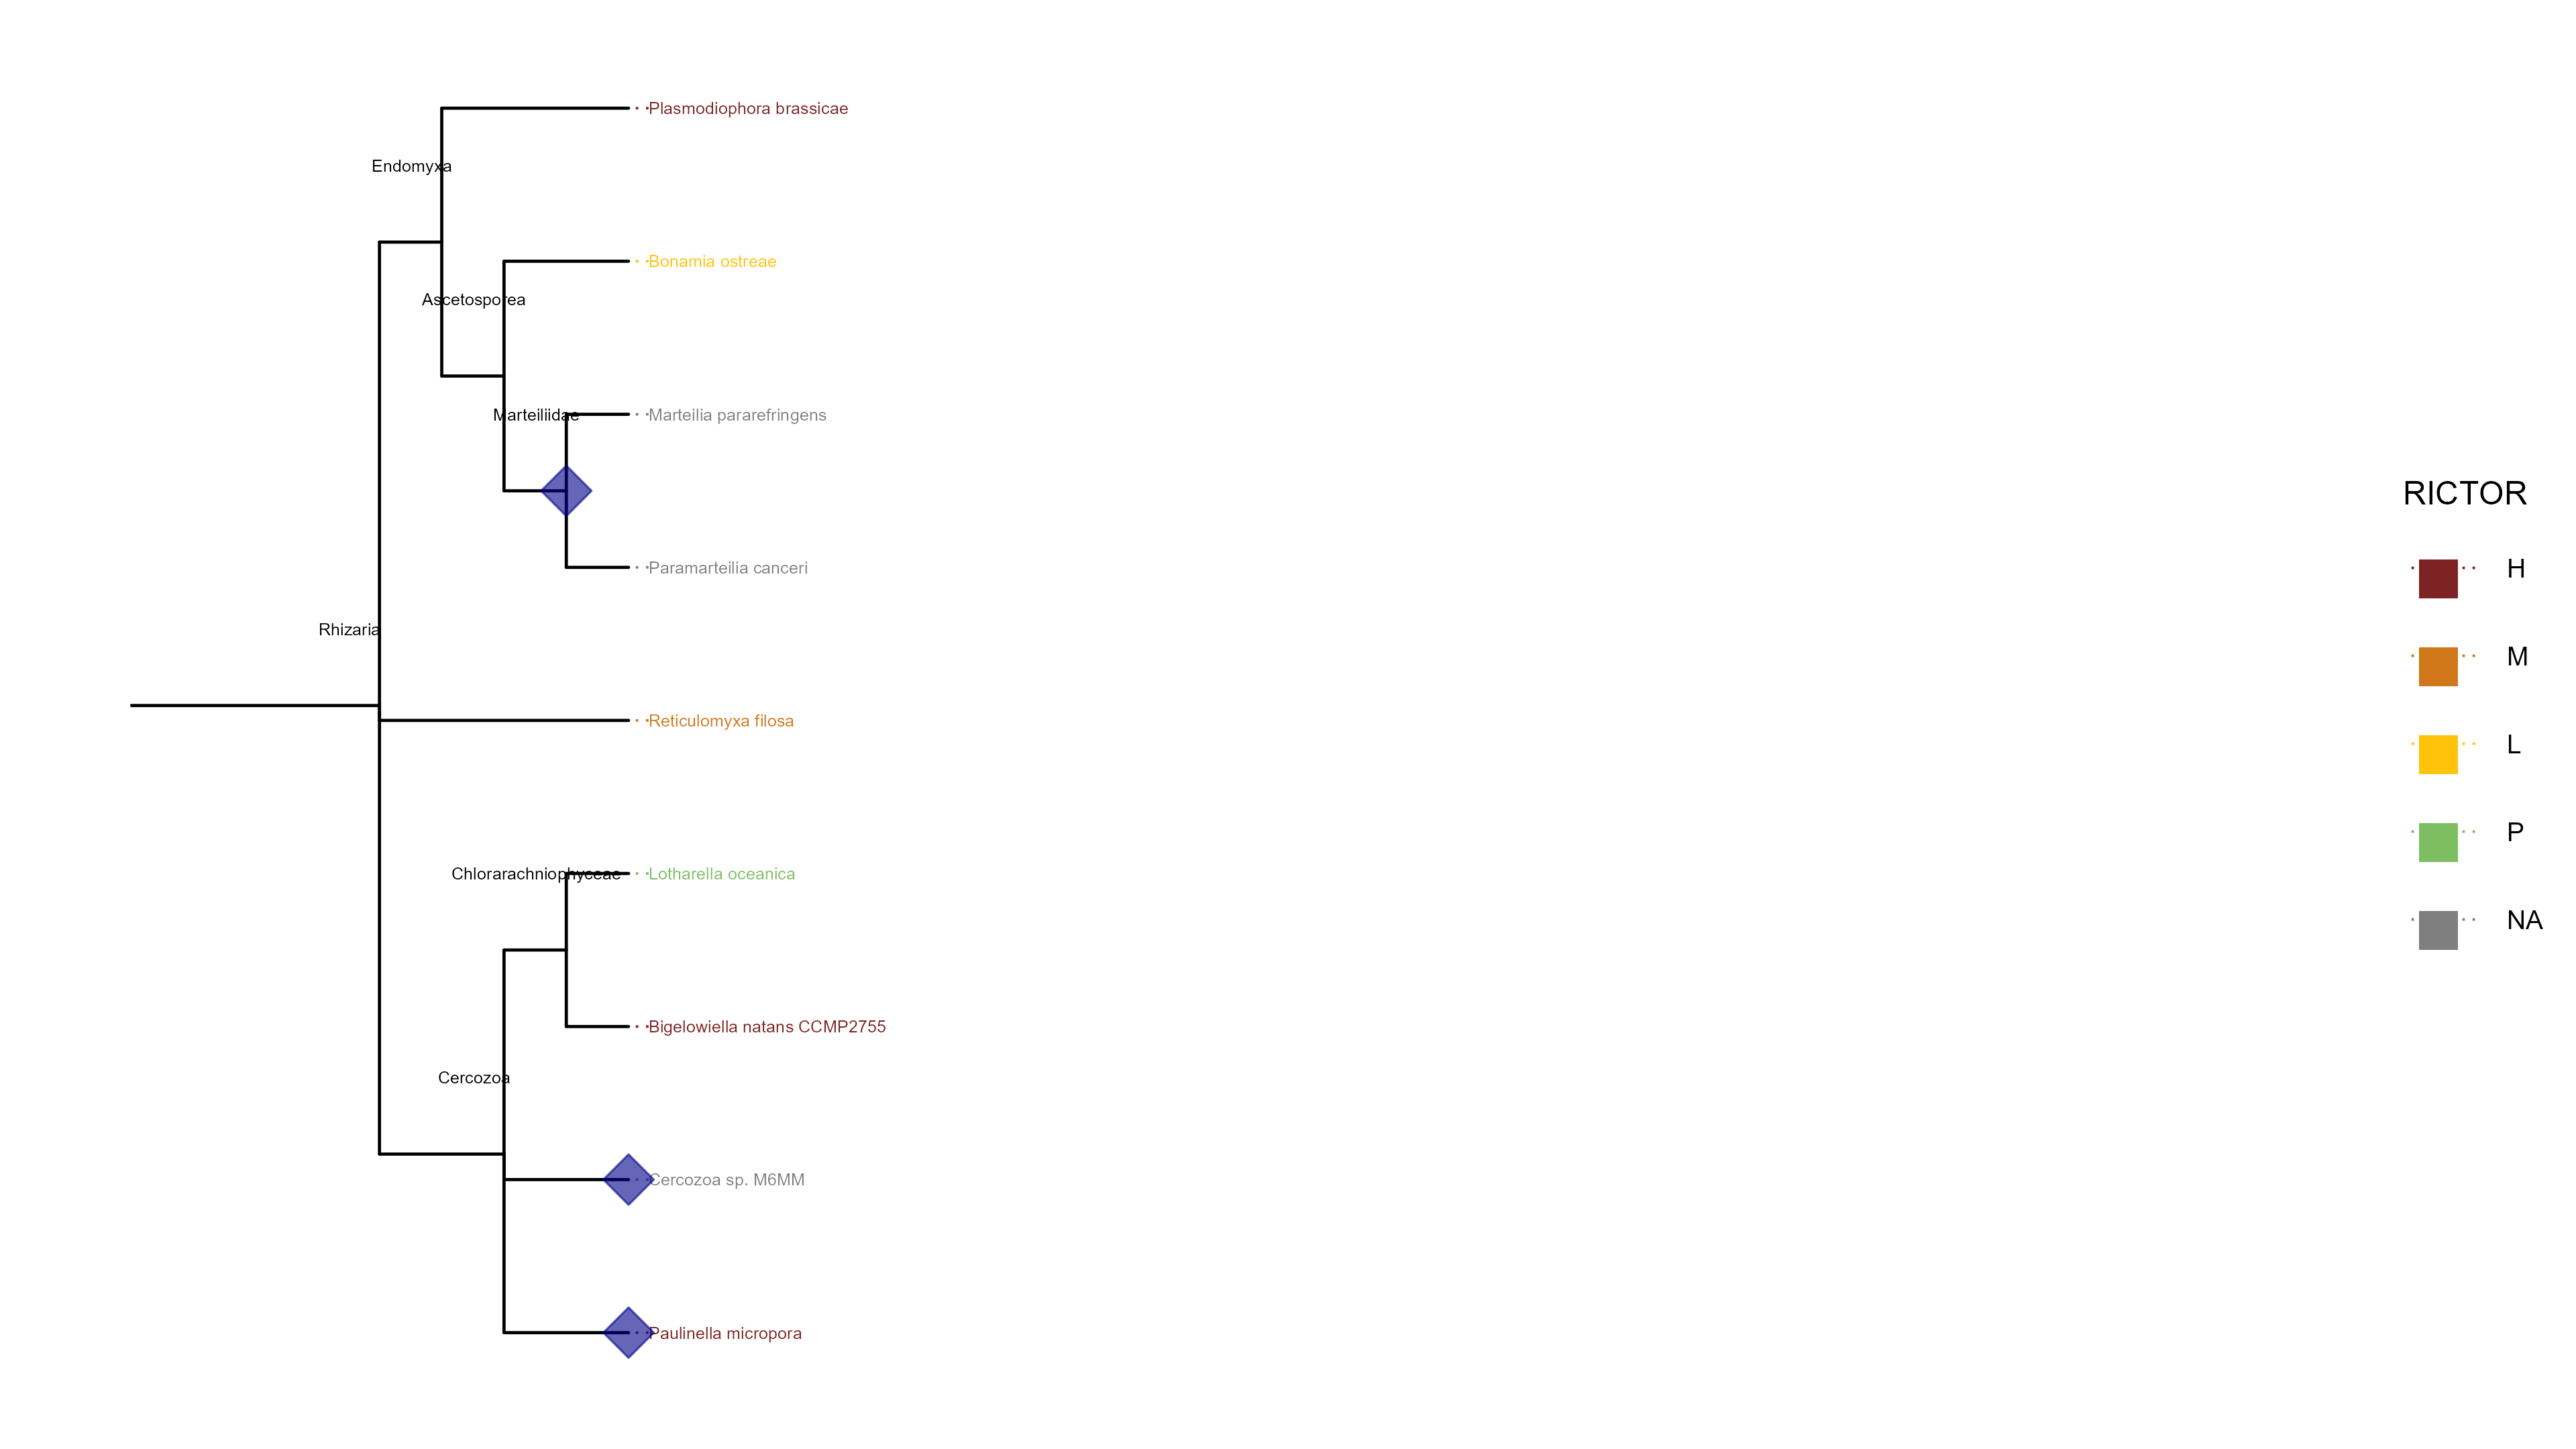 Plasmodiophora brassicae
Endomyxa
Bonamia ostreae
Ascetosporea
Marteiliidae
Marteilia pararefringens
Paramarteilia canceri
Rhizaria
Reticulomyxa filosa
Chlorarachniophyceae
Lotharella oceanica
Bigelowiella natans CCMP2755
Cercozoa
Cercozoa sp. M6MM
Paulinella micropora
RICTOR
H
M
L
P
NA